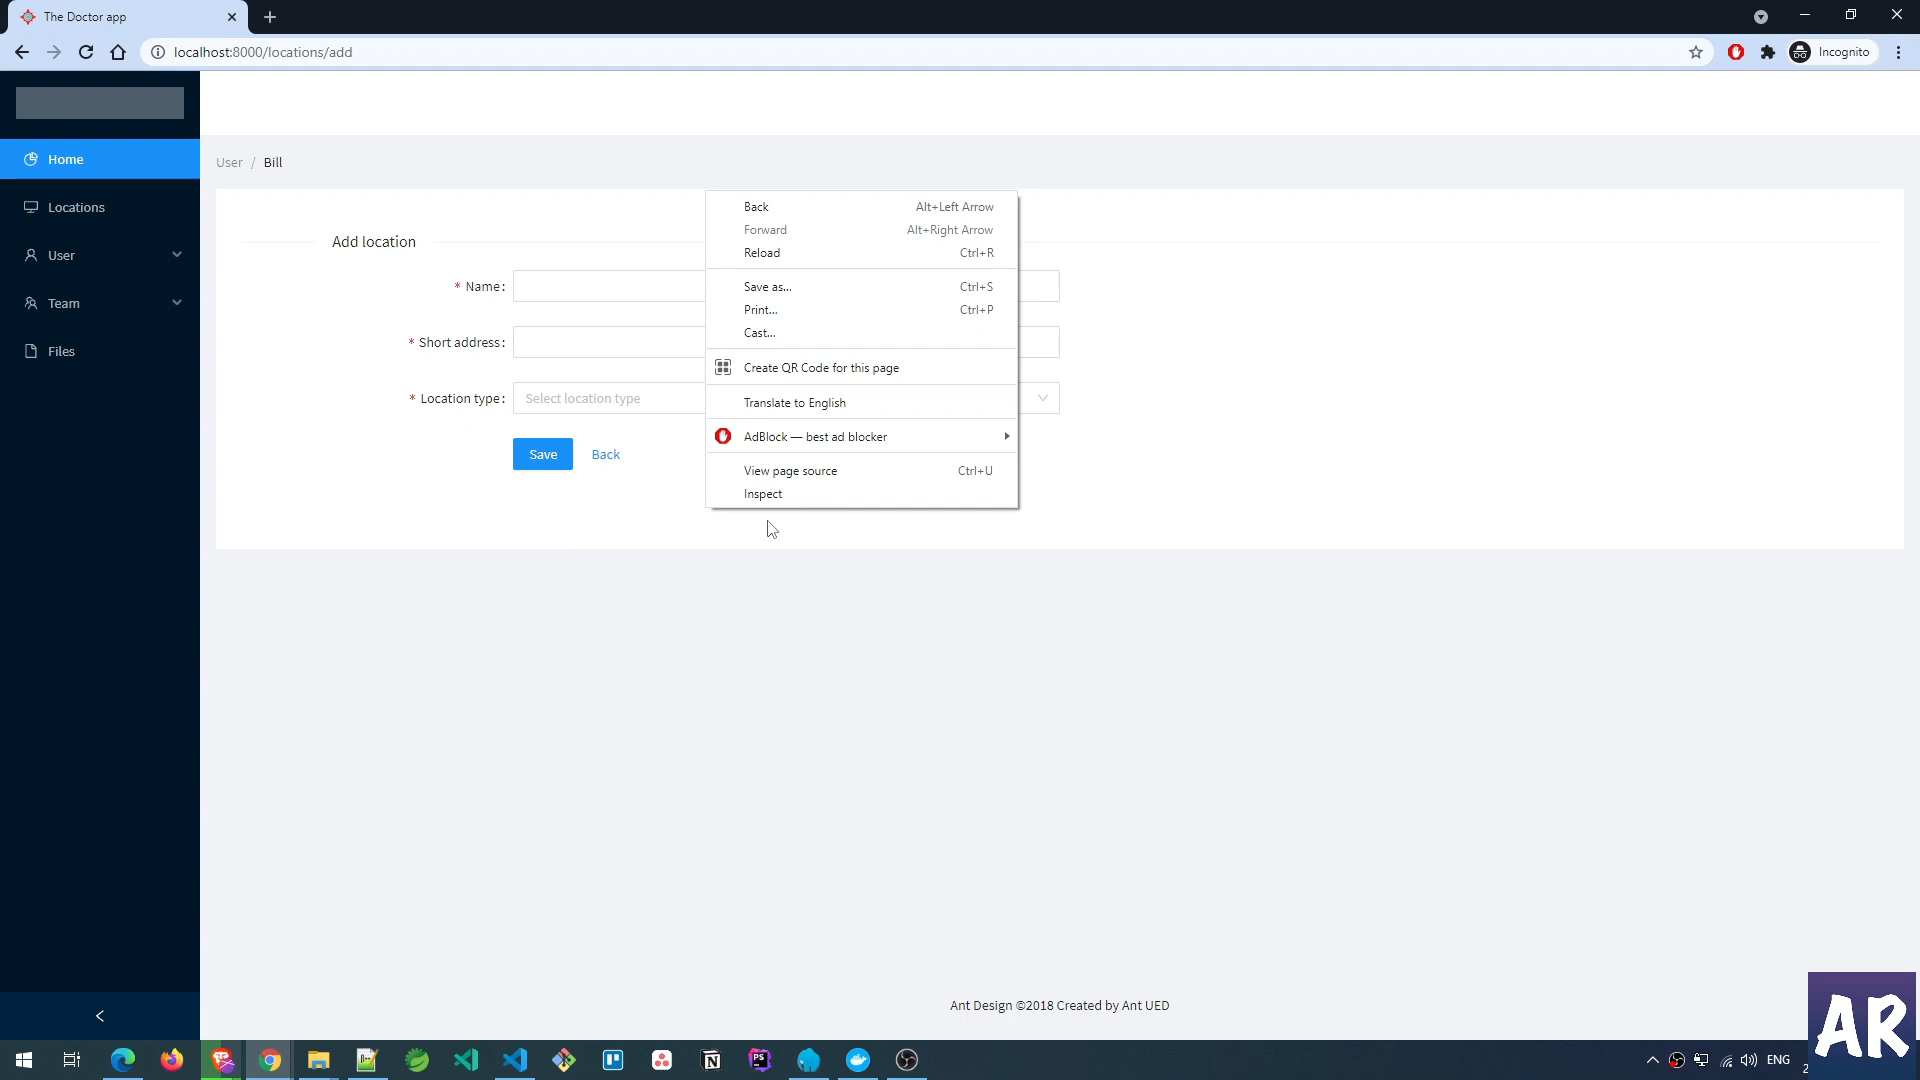 The Doctor app
localhost:8000/locations/add
Incognito
Home
Locations
User
Team
Files
User / Bill
Add location
* Name:
* Short address:
* Location type:
Select location type
Save
Back
Back Alt+Left Arrow
Forward Alt+Right Arrow
Reload Ctrl+R
Save as... Ctrl+S
Print... Ctrl+P
Cast...
Create QR Code for this page
Translate to English
AdBlock — best ad blocker
View page source Ctrl+U
Inspect
Ant Design ©2018 Created by Ant UED
N
PS
ENG
2
AR